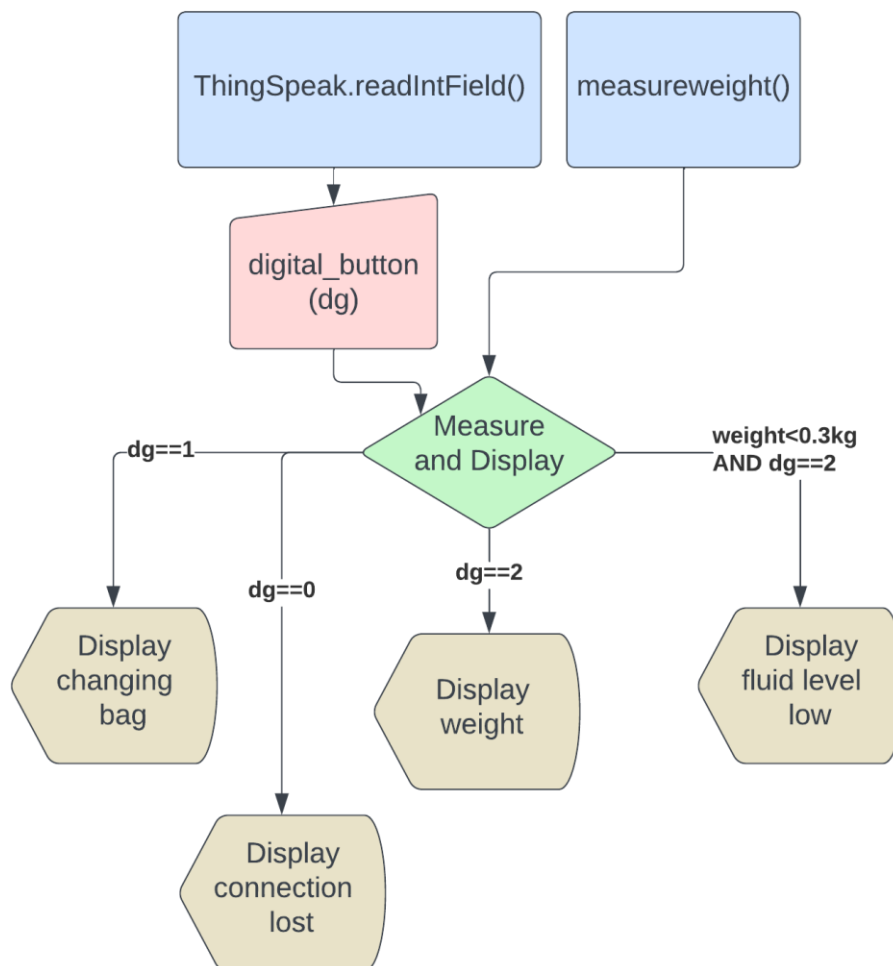 ThingSpeak.readIntField()
measureweight()
digital_button
(dg)
Measure
and Display
dg==1
weight<0.3kg
AND dg==2
dg==0
dg==2
Display
changing
bag
Display
weight
Display
fluid level
low
Display
connection
lost